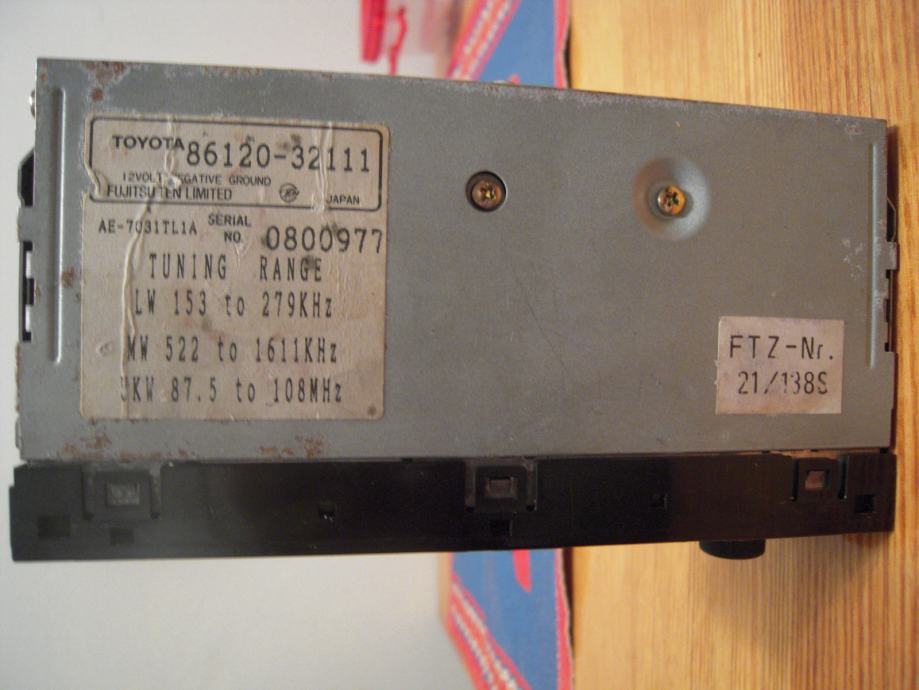 TOYOTA 86120-32111
12VOLT NEGATIVE GROUND
FUJITSU TEN LIMITED JAPAN
AE-7031TL1A SERIAL NO. 0800977
TUNING RANGE
LW 153 to 279KHz
MW 522 to 1611KHz
UKW 87.5 to 108MHz
FTZ-Nr.
21/138S